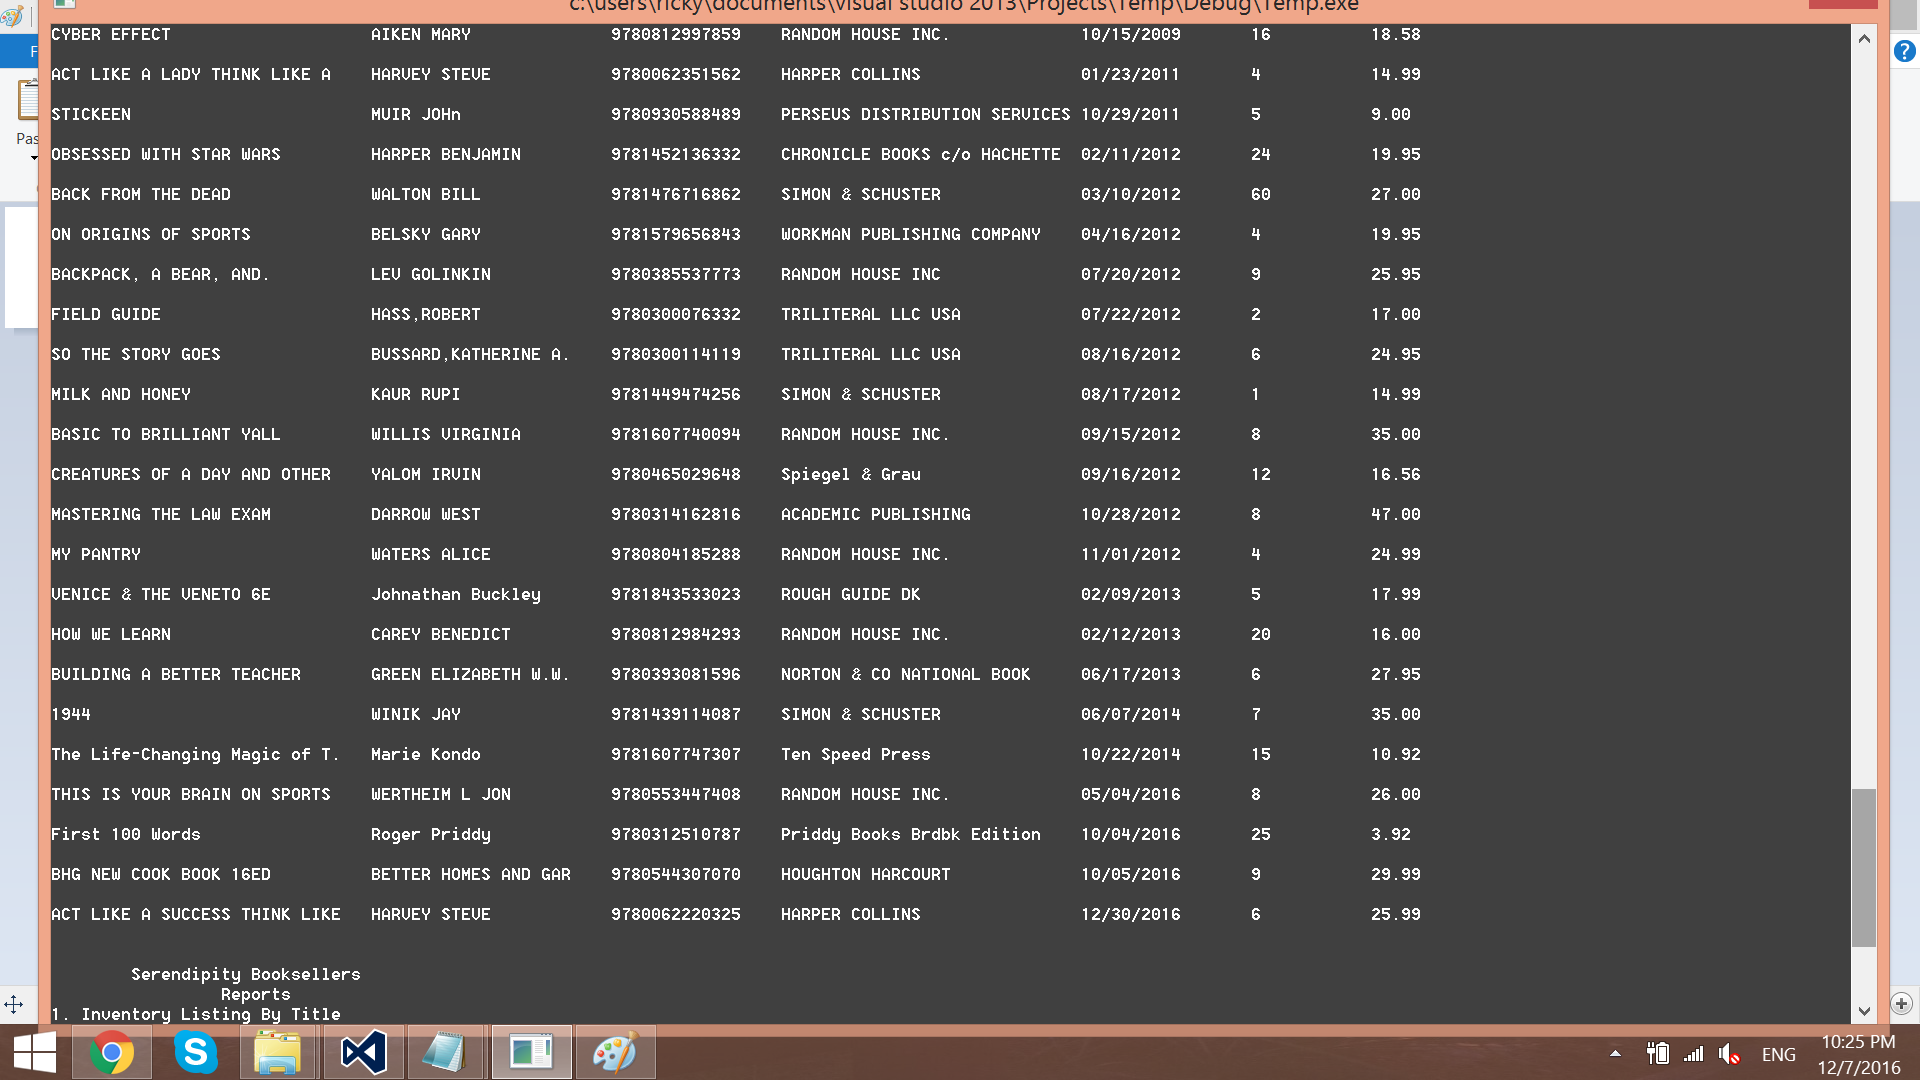 c:\users\ricky\documents\visual studio 2013\Projects\Temp\Debug\Temp.exe
CYBER EFFECT AIKEN MARY 9780812997859 RANDOM HOUSE INC. 10/15/2009 16 18.58
ACT LIKE A LADY THINK LIKE A HARVEY STEVE 9780062351562 HARPER COLLINS 01/23/2011 4 14.99
STICKEEN MUIR JOHn 9780930588489 PERSEUS DISTRIBUTION SERVICES 10/29/2011 5 9.00
OBSESSED WITH STAR WARS HARPER BENJAMIN 9781452136332 CHRONICLE BOOKS c/o HACHETTE 02/11/2012 24 19.95
BACK FROM THE DEAD WALTON BILL 9781476716862 SIMON & SCHUSTER 03/10/2012 60 27.00
ON ORIGINS OF SPORTS BELSKY GARY 9781579656843 WORKMAN PUBLISHING COMPANY 04/16/2012 4 19.95
BACKPACK, A BEAR, AND. LEV GOLINKIN 9780385537773 RANDOM HOUSE INC 07/20/2012 9 25.95
FIELD GUIDE HASS,ROBERT 9780300076332 TRILITERAL LLC USA 07/22/2012 2 17.00
SO THE STORY GOES BUSSARD,KATHERINE A. 9780300114119 TRILITERAL LLC USA 08/16/2012 6 24.95
MILK AND HONEY KAUR RUPI 9781449474256 SIMON & SCHUSTER 08/17/2012 1 14.99
BASIC TO BRILLIANT YALL WILLIS VIRGINIA 9781607740094 RANDOM HOUSE INC. 09/15/2012 8 35.00
CREATURES OF A DAY AND OTHER YALOM IRVIN 9780465029648 Spiegel & Grau 09/16/2012 12 16.56
MASTERING THE LAW EXAM DARROW WEST 9780314162816 ACADEMIC PUBLISHING 10/28/2012 8 47.00
MY PANTRY WATERS ALICE 9780804185288 RANDOM HOUSE INC. 11/01/2012 4 24.99
VENICE & THE VENETO 6E Johnathan Buckley 9781843533023 ROUGH GUIDE DK 02/09/2013 5 17.99
HOW WE LEARN CAREY BENEDICT 9780812984293 RANDOM HOUSE INC. 02/12/2013 20 16.00
BUILDING A BETTER TEACHER GREEN ELIZABETH W.W. 9780393081596 NORTON & CO NATIONAL BOOK 06/17/2013 6 27.95
1944 WINIK JAY 9781439114087 SIMON & SCHUSTER 06/07/2014 7 35.00
The Life-Changing Magic of T. Marie Kondo 9781607747307 Ten Speed Press 10/22/2014 15 10.92
THIS IS YOUR BRAIN ON SPORTS WERTHEIM L JON 9780553447408 RANDOM HOUSE INC. 05/04/2016 8 26.00
First 100 Words Roger Priddy 9780312510787 Priddy Books Brdbk Edition 10/04/2016 25 3.92
BHG NEW COOK BOOK 16ED BETTER HOMES AND GAR 9780544307070 HOUGHTON HARCOURT 10/05/2016 9 29.99
ACT LIKE A SUCCESS THINK LIKE HARVEY STEVE 9780062220325 HARPER COLLINS 12/30/2016 6 25.99
Serendipity Booksellers
Reports
1. Inventory Listing By Title
F
Pas
ENG
10:25 PM
12/7/2016